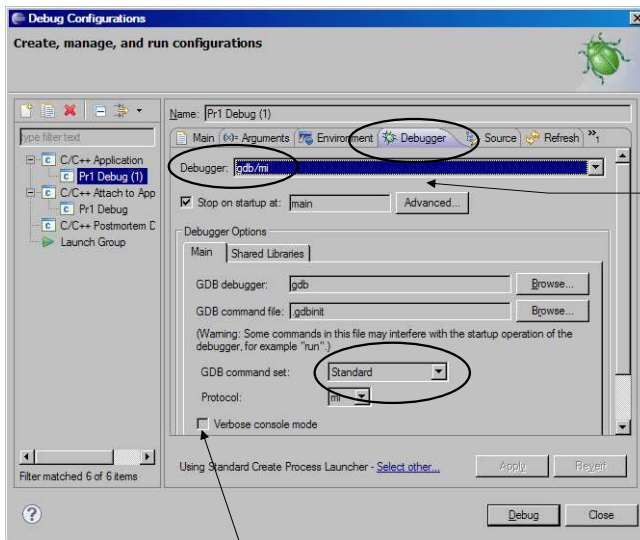 Debug Configurations
Create, manage, and run configurations
Name: Pr1 Debug (1)
type filter text
Main (x)= Arguments Environment Debugger Source Refresh »1
C/C++ Application
Pr1 Debug (1)
C/C++ Attach to App
Pr1 Debug
C/C++ Postmortem D
Launch Group
Debugger: gdb/mi
Stop on startup at: main Advanced...
Debugger Options
Main Shared Libraries
GDB debugger: gdb Browse...
GDB command file: .gdbinit Browse...
(Warning: Some commands in this file may interfere with the startup operation of the
debugger, for example "run".)
GDB command set: Standard
Protocol: mi
Verbose console mode
Filter matched 6 of 6 items
Using Standard Create Process Launcher - Select other...
Apply Revert
Debug Close